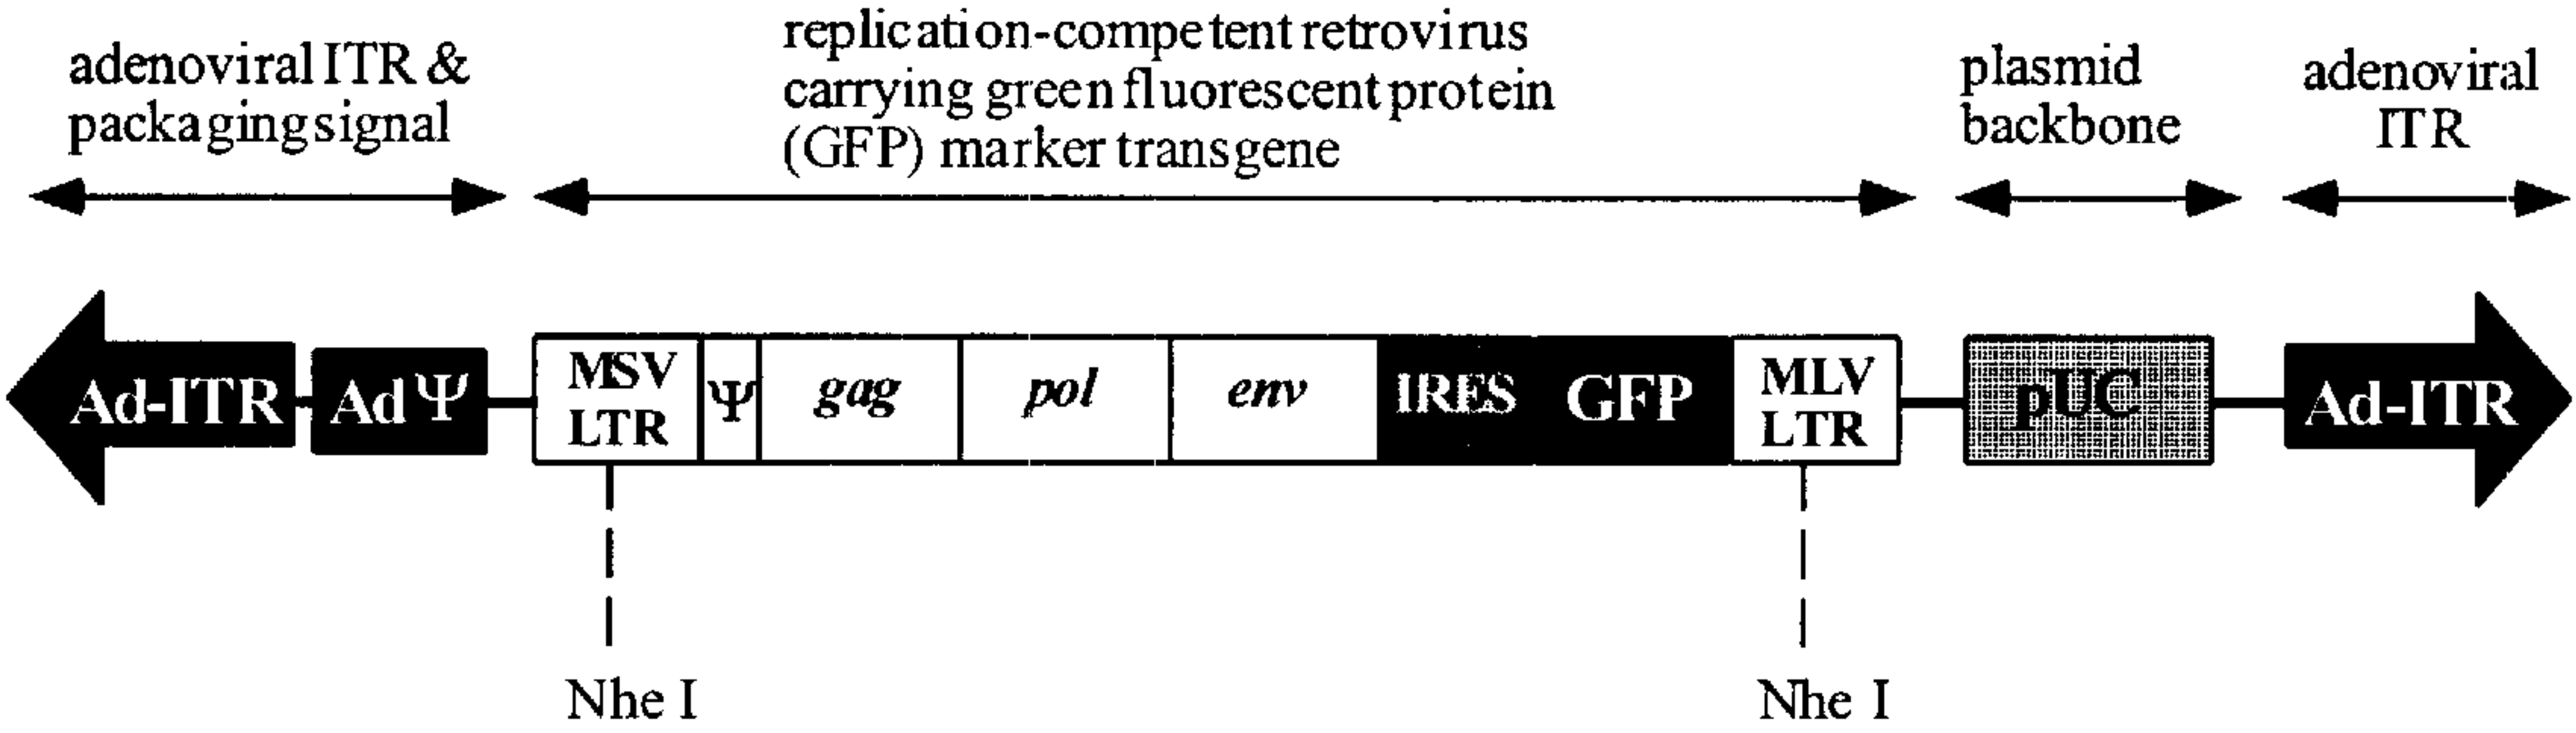 adenoviral ITR &
packaging signal
replication-competent retrovirus
carrying green fluorescent protein
(GFP) marker transgene
plasmid
backbone
adenoviral
ITR
Ad-ITR
Ad Ψ
MSV
LTR
Ψ
gag
pol
env
IRES
GFP
MLV
LTR
pUC
Ad-ITR
Nhe I
Nhe I